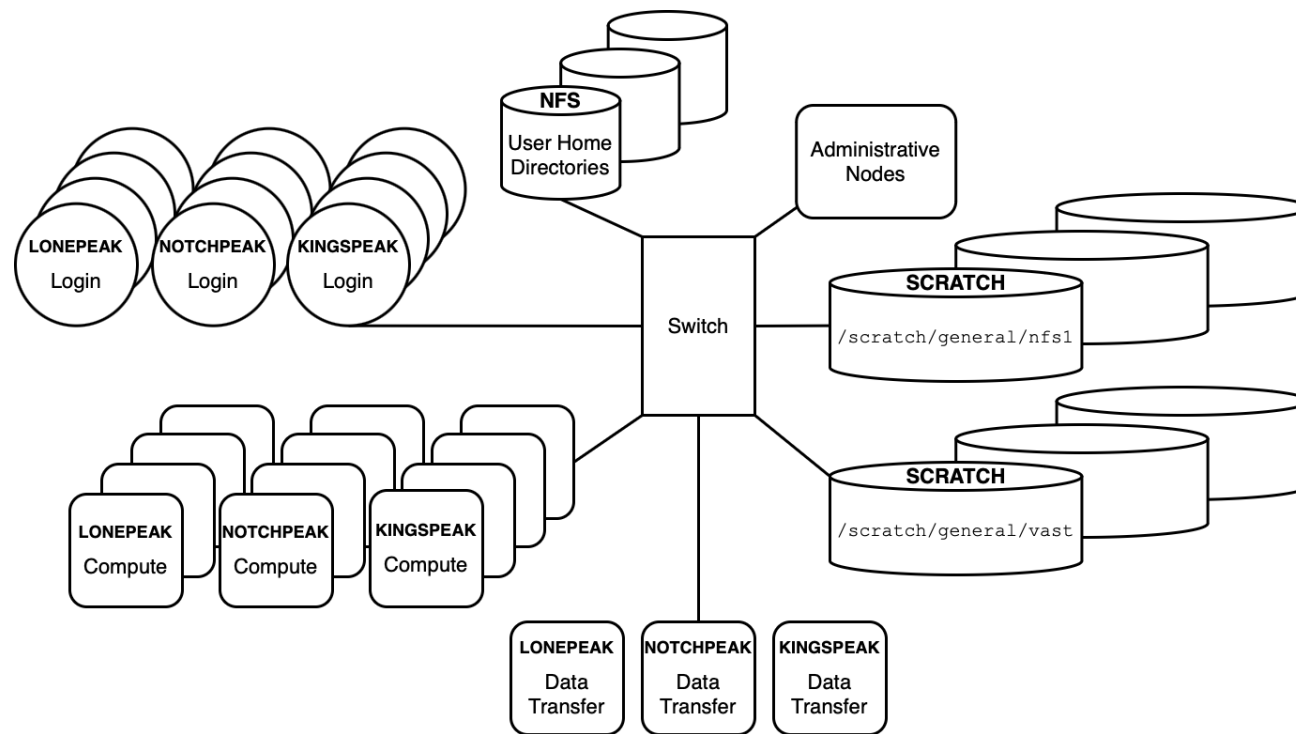 NFS
User Home
Directories
Administrative
Nodes
LONEPEAK
Login
NOTCHPEAK
Login
KINGSPEAK
Login
Switch
SCRATCH
/scratch/general/nfs1
SCRATCH
/scratch/general/vast
LONEPEAK
Compute
NOTCHPEAK
Compute
KINGSPEAK
Compute
LONEPEAK
Data
Transfer
NOTCHPEAK
Data
Transfer
KINGSPEAK
Data
Transfer